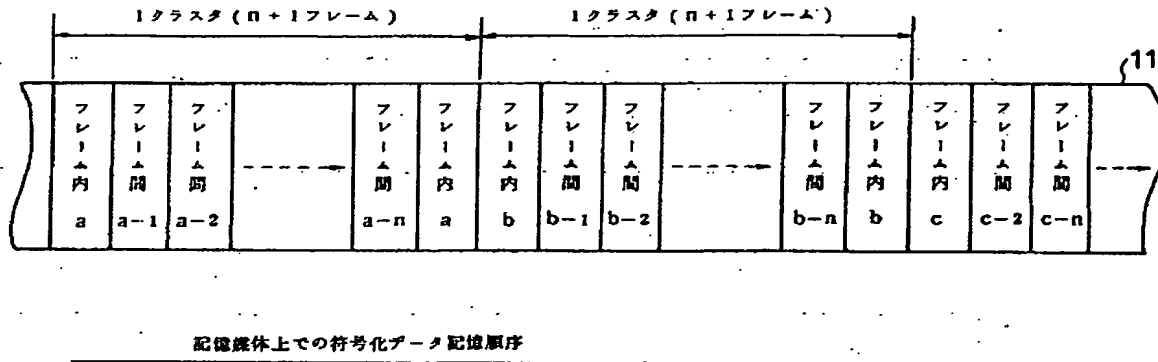 1クラスタ(n+1フレーム)
1クラスタ(n+1フレーム)
11
フレーム内 a
フレーム間 a-1
フレーム間 a-2
フレーム間 a-n
フレーム内 a
フレーム内 b
フレーム間 b-1
フレーム間 b-2
フレーム間 b-n
フレーム内 b
フレーム内 c
フレーム間 c-2
フレーム間 c-n
記憶媒体上での符号化データ記憶順序